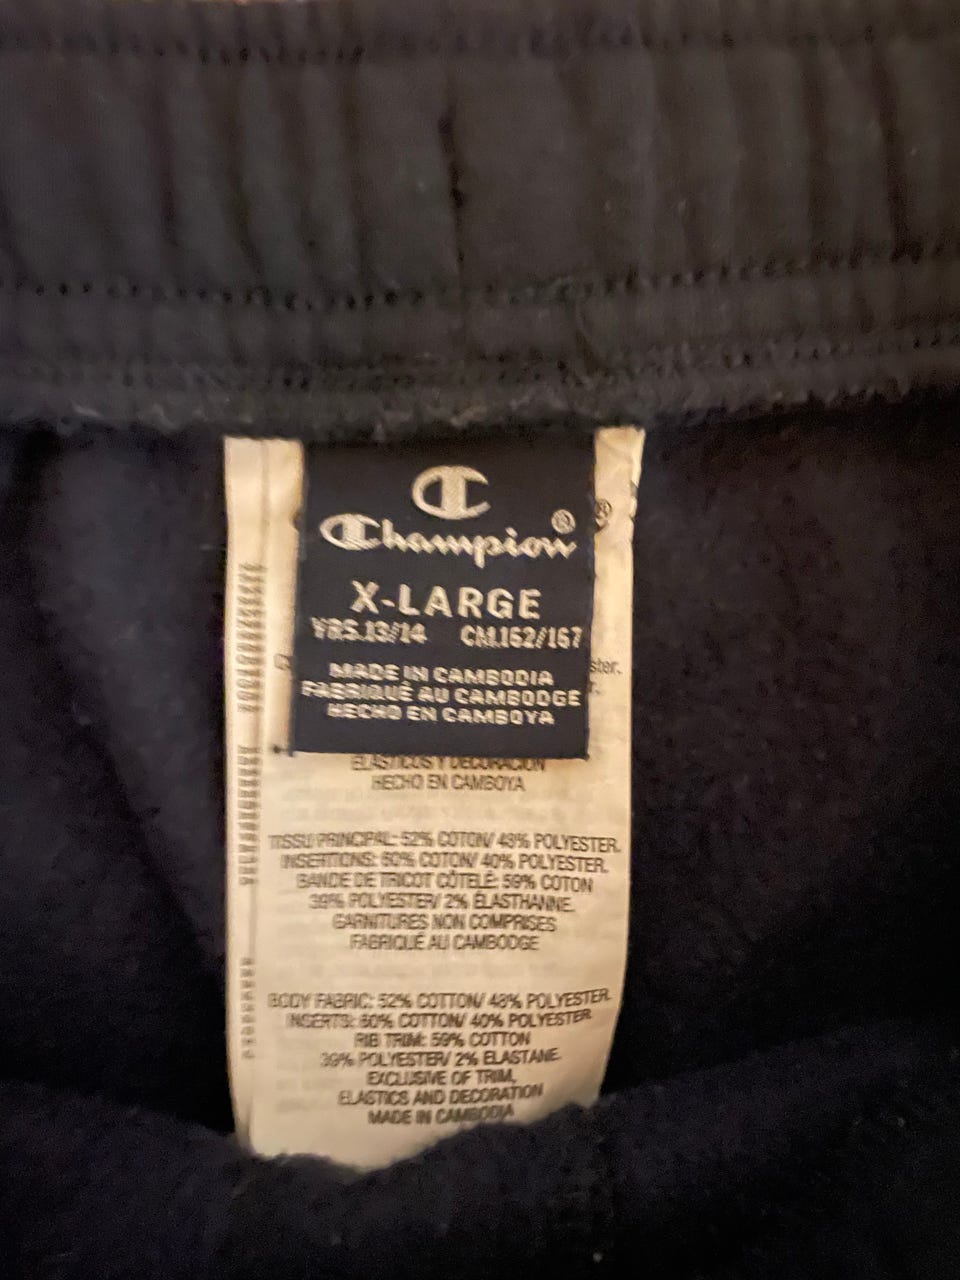 Champion®
X-LARGE
YRS.13/14 CM.162/167
MADE IN CAMBODIA
FABRIQUÉ AU CAMBODGE
HECHO EN CAMBOYA
®
ster.
ELÁSTICOS Y DECORACIÓN
HECHO EN CAMBOYA
TISSU PRINCIPAL: 52% COTON/ 48% POLYESTER.
INSERTIONS: 60% COTON/ 40% POLYESTER.
BANDE DE TRICOT CÔTELÉ: 59% COTON
39% POLYESTER/ 2% ÉLASTHANNE.
GARNITURES NON COMPRISES
FABRIQUÉ AU CAMBODGE
BODY FABRIC: 52% COTTON/ 48% POLYESTER.
INSERTS: 60% COTTON/ 40% POLYESTER
RIB TRIM: 59% COTTON
39% POLYESTER/ 2% ELASTANE.
EXCLUSIVE OF TRIM,
ELASTICS AND DECORATION
MADE IN CAMBODIA